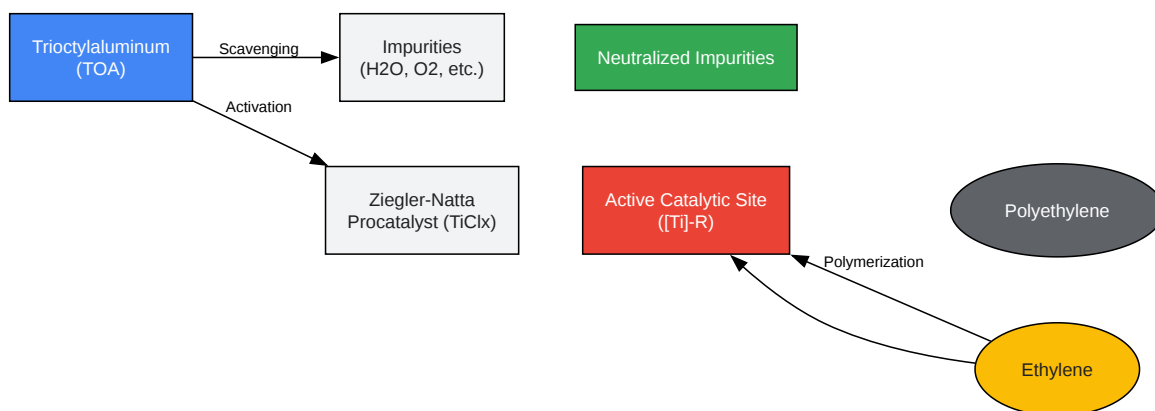 Trioctylaluminum
(TOA)
Scavenging
Impurities
(H2O, O2, etc.)
Neutralized Impurities
Activation
Ziegler-Natta
Procatalyst (TiClx)
Active Catalytic Site
([Ti]-R)
Polyethylene
Polymerization
Ethylene